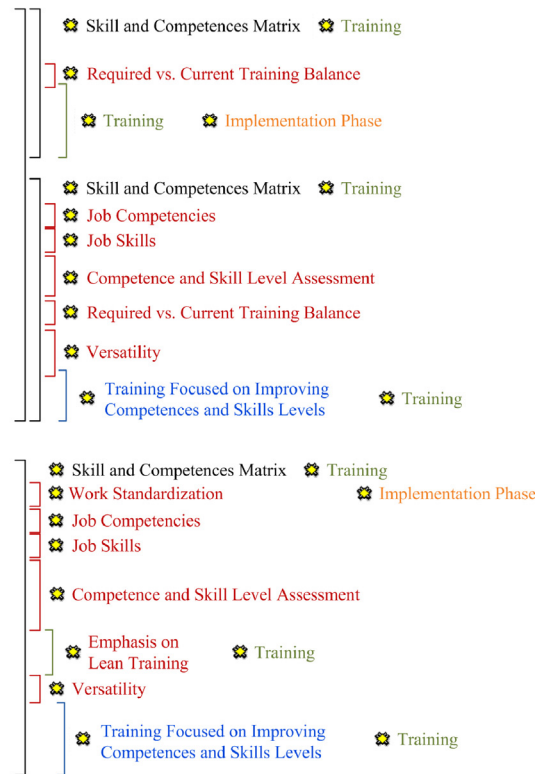 Skill and Competences Matrix Training
Required vs. Current Training Balance
Training Implementation Phase
Skill and Competences Matrix Training
Job Competencies
Job Skills
Competence and Skill Level Assessment
Required vs. Current Training Balance
Versatility
Training Focused on Improving
Competences and Skills Levels Training
Skill and Competences Matrix Training
Work Standardization Implementation Phase
Job Competencies
Job Skills
Competence and Skill Level Assessment
Emphasis on
Lean Training Training
Versatility
Training Focused on Improving
Competences and Skills Levels Training